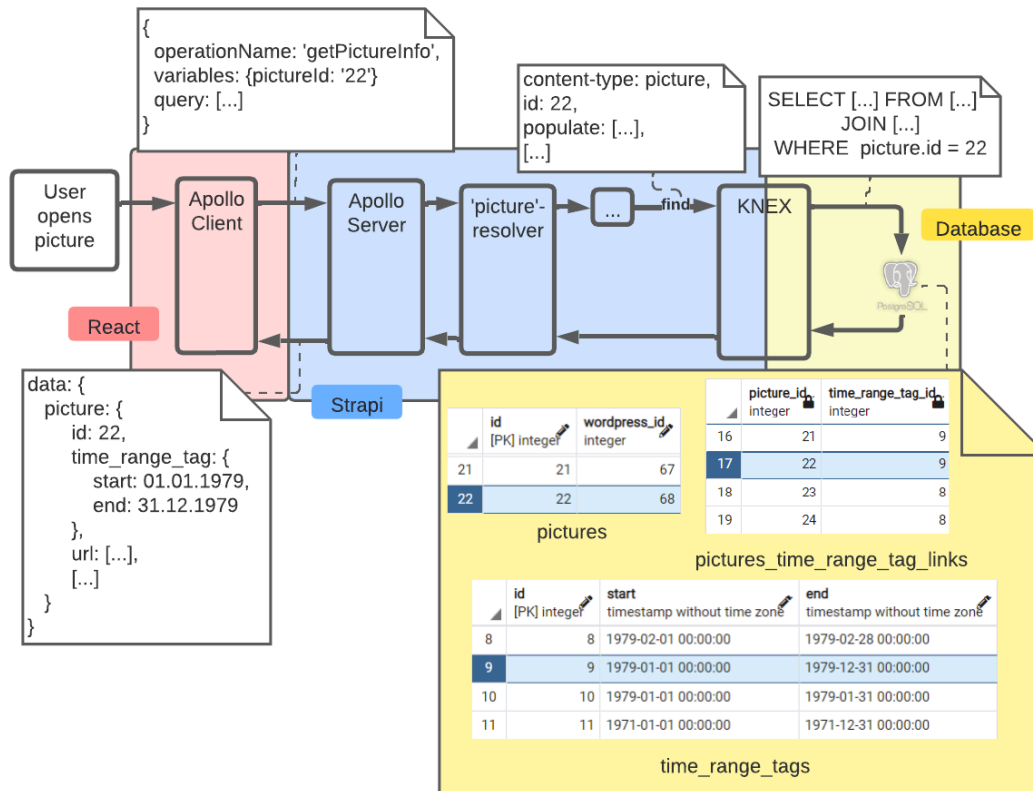 {
operationName: 'getPictureInfo',
variables: {pictureId: '22'}
query: [...]
}
content-type: picture,
id: 22,
populate: [...],
[...]
SELECT [...] FROM [...]
JOIN [...]
WHERE picture.id = 22
User
opens
picture
Apollo
Client
Apollo
Server
'picture'-
resolver
...
find
KNEX
Database
PostgreSQL
React
Strapi
data: {
picture: {
id: 22,
time_range_tag: {
start: 01.01.1979,
end: 31.12.1979
},
url: [...],
[...]
}
}
id wordpress_id
[PK] integer integer
21 21 67
22 22 68
pictures
picture_id time_range_tag_id
integer integer
16 21 9
17 22 9
18 23 8
19 24 8
pictures_time_range_tag_links
id start end
[PK] integer timestamp without time zone timestamp without time zone
8 8 1979-02-01 00:00:00 1979-02-28 00:00:00
9 9 1979-01-01 00:00:00 1979-12-31 00:00:00
10 10 1979-01-01 00:00:00 1979-01-31 00:00:00
11 11 1971-01-01 00:00:00 1971-12-31 00:00:00
time_range_tags